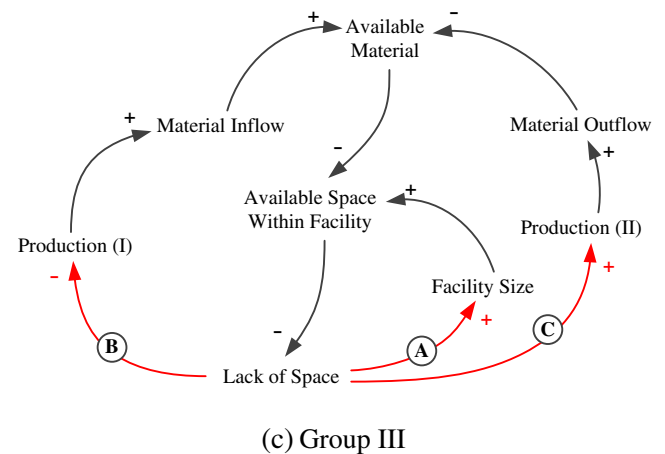 +
Available
Material
–
+
Material Inflow
Material Outflow
+
–
Available Space
Within Facility
+
Production (I)
–
Production (II)
+
Facility Size
+
–
B
A
C
Lack of Space
(c) Group III